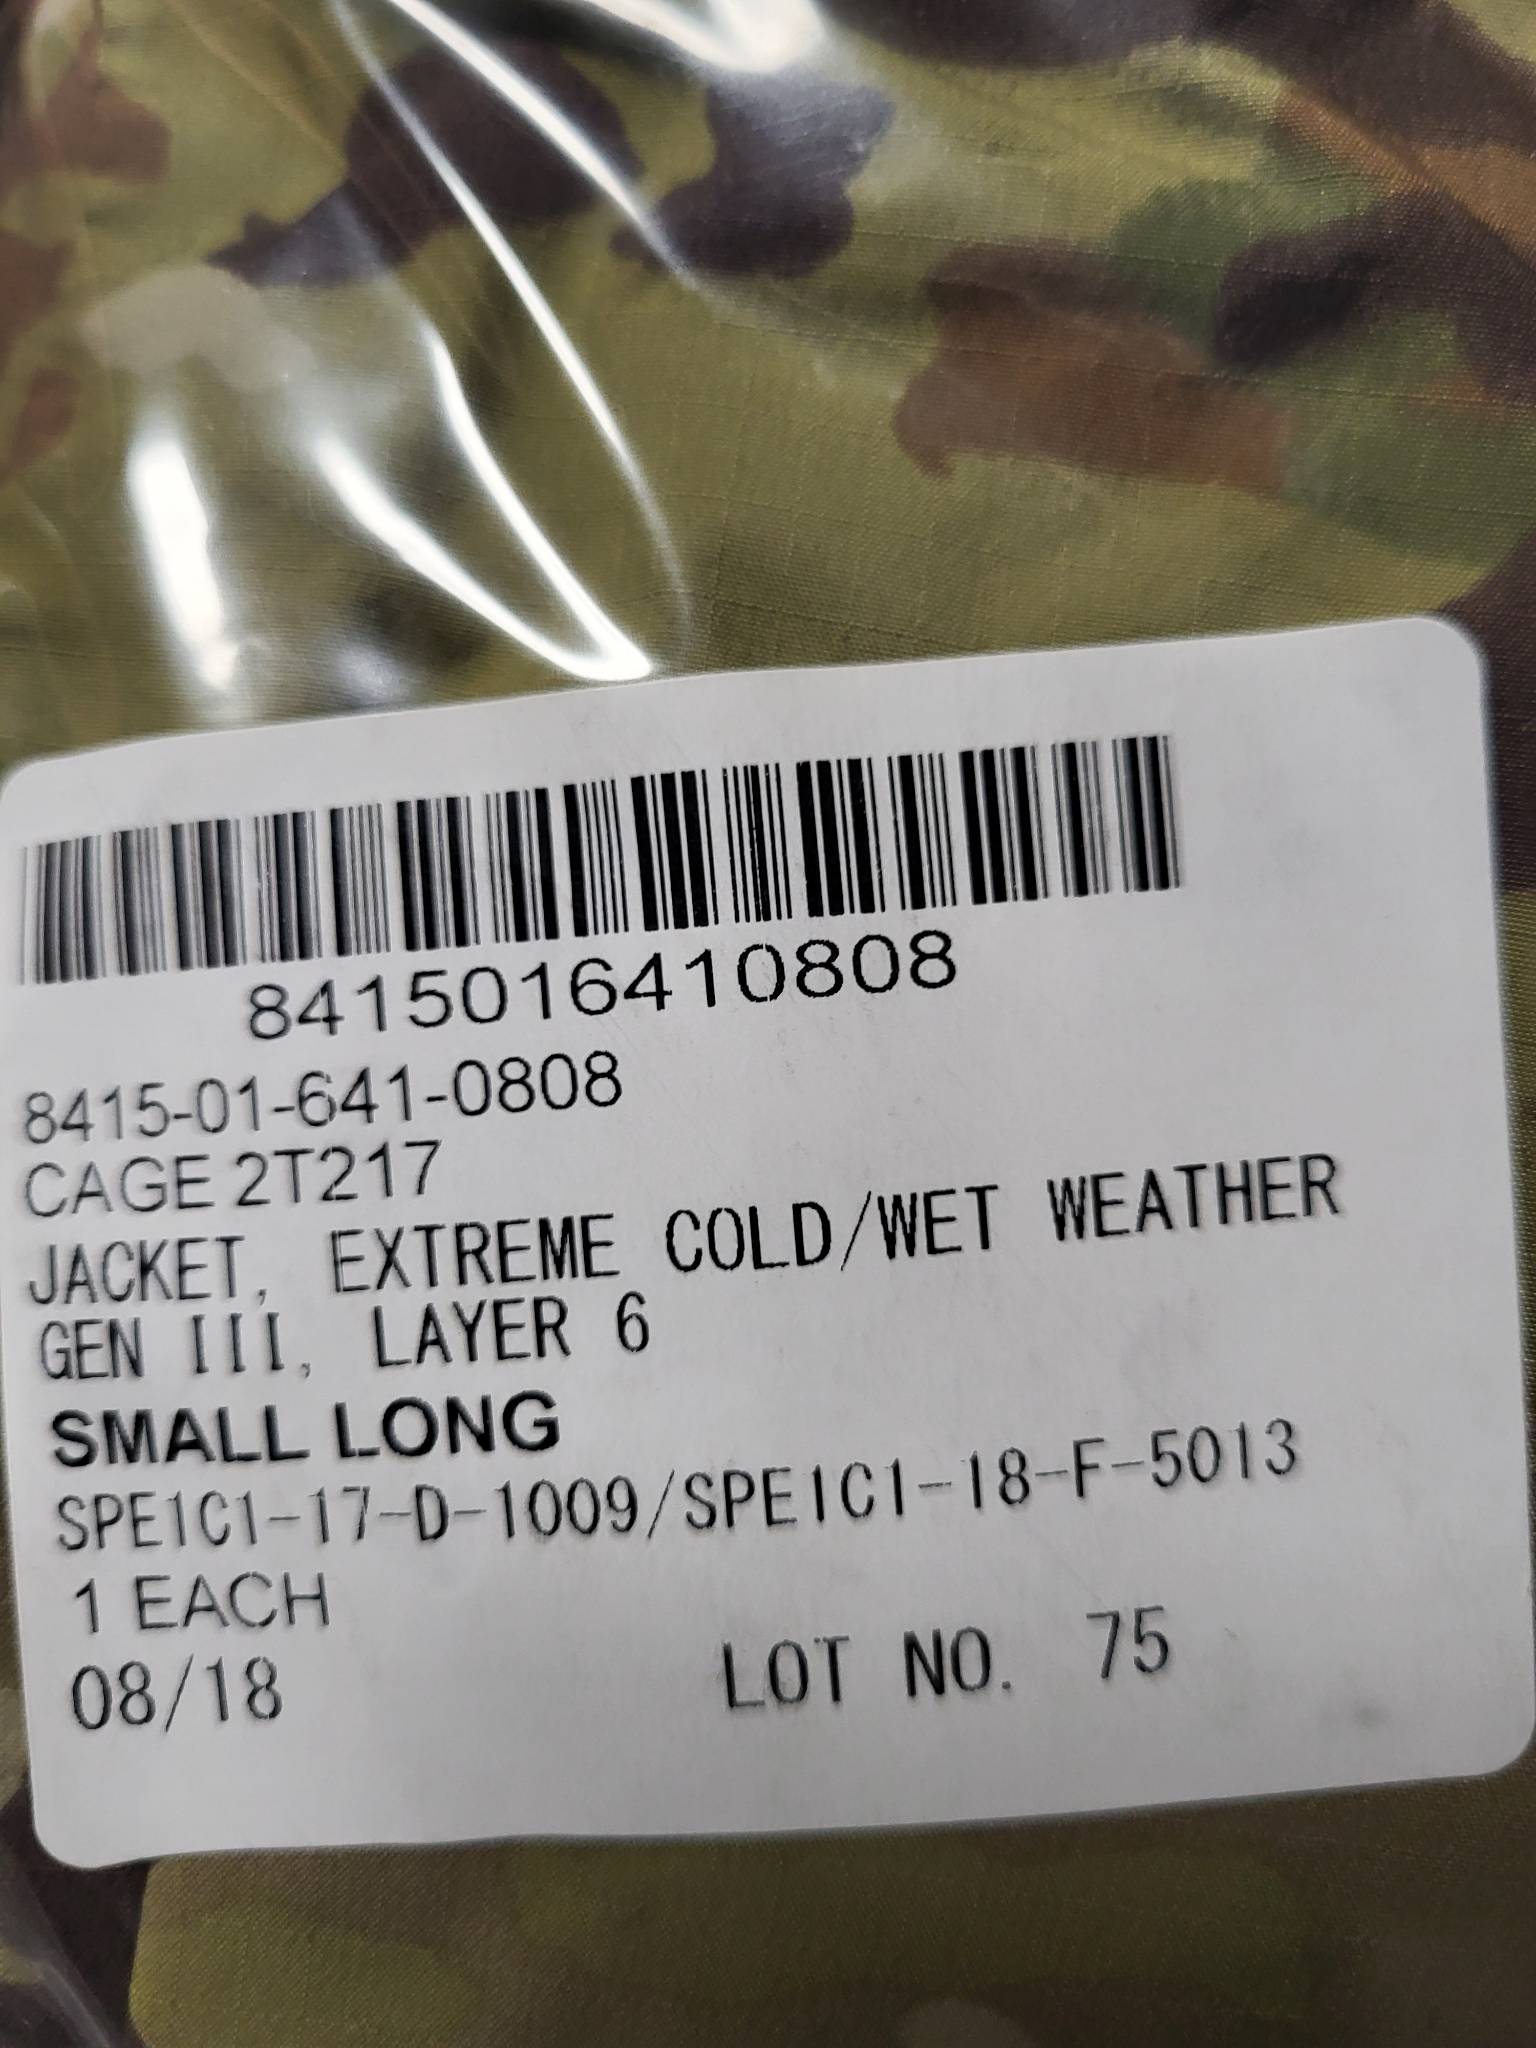 8415016410808
8415-01-641-0808
CAGE 2T217
JACKET, EXTREME COLD/WET WEATHER
GEN III, LAYER 6
SMALL LONG
SPE1C1-17-D-1009/SPE1C1-18-F-5013
1 EACH
08/18 LOT NO. 75